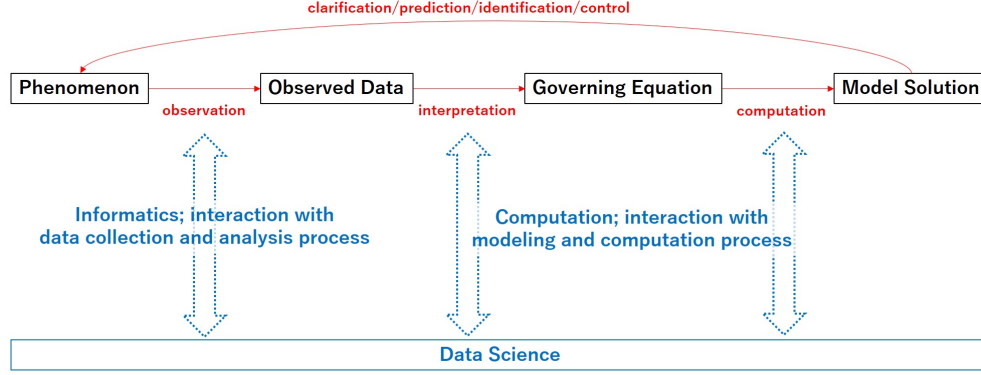 clarification/prediction/identification/control
Phenomenon
Observed Data
Governing Equation
Model Solution
observation
interpretation
computation
Informatics; interaction with
data collection and analysis process
Computation; interaction with
modeling and computation process
Data Science